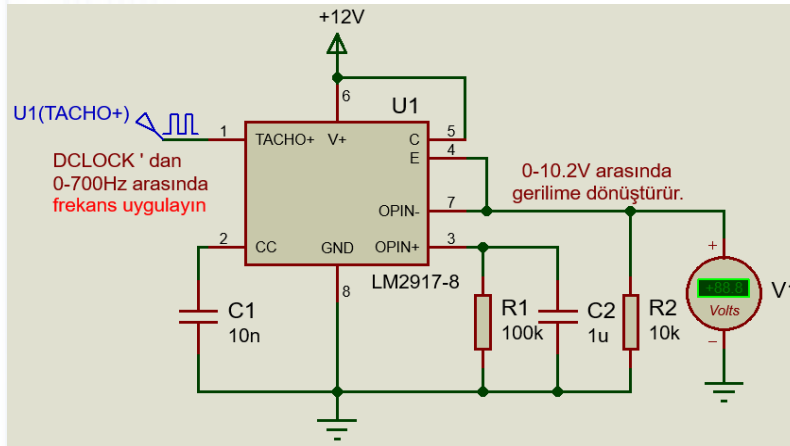 +12V
U1(TACHO+)
6
U1
1
TACHO+
V+
C
5
E
4
DCLOCK ' dan
0-700Hz arasında
frekans uygulayın
0-10.2V arasında
gerilime dönüştürür.
OPIN-
7
2
CC
GND
OPIN+
3
8
LM2917-8
C1
10n
R1
100k
C2
1u
R2
10k
+88.8
Volts
V1